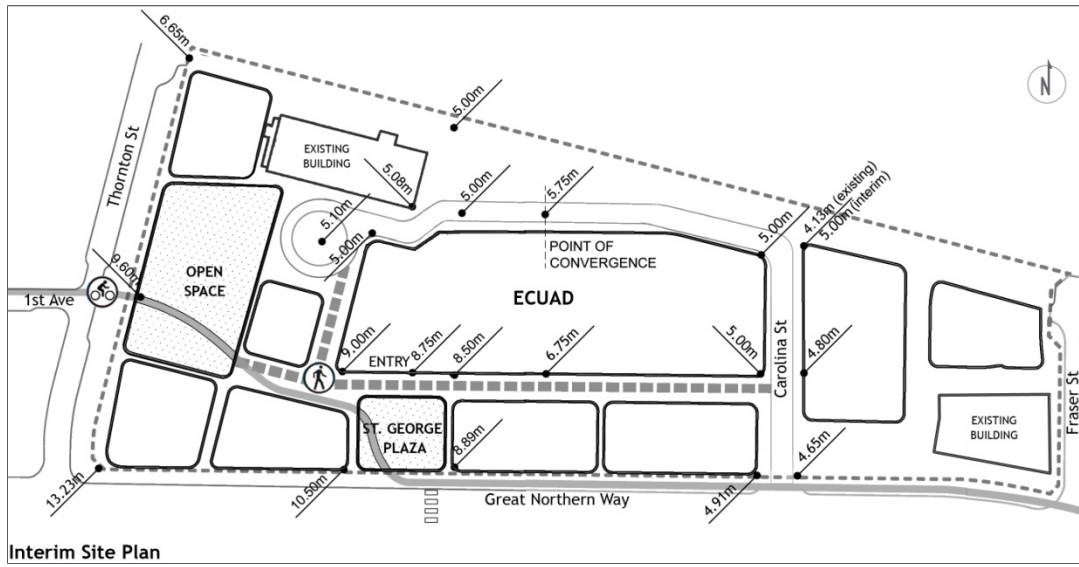 6.65m
N
5.00m
Thornton St
EXISTING
BUILDING
5.08m
5.00m
5.75m
4.13m (existing)
5.00m (interim)
5.10m
5.00m
5.00m
POINT OF
CONVERGENCE
9.60m
OPEN
SPACE
1st Ave
ECUAD
9.00m
ENTRY
8.75m
8.50m
6.75m
5.00m
Carolina St
4.80m
Fraser St
EXISTING
BUILDING
ST. GEORGE
PLAZA
8.89m
4.65m
13.23m
10.50m
4.91m
Great Northern Way
Interim Site Plan